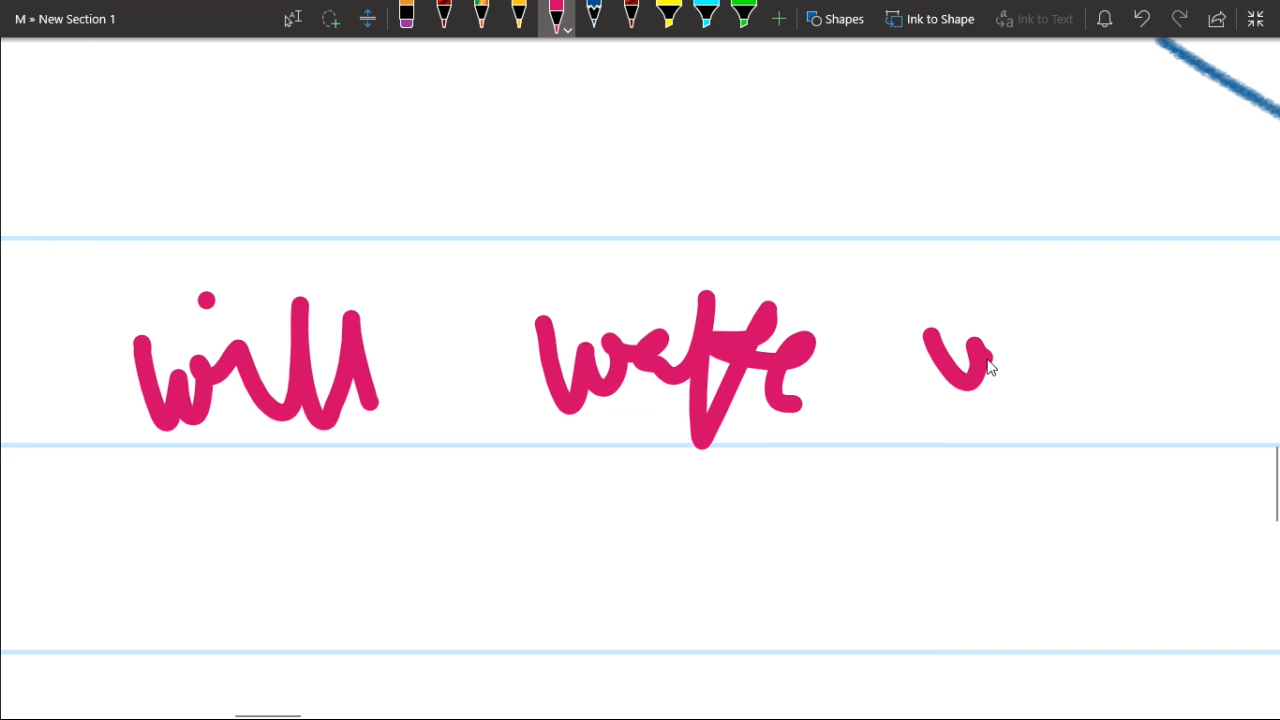 M » New Section 1
Shapes
Ink to Shape
Ink to Text
will